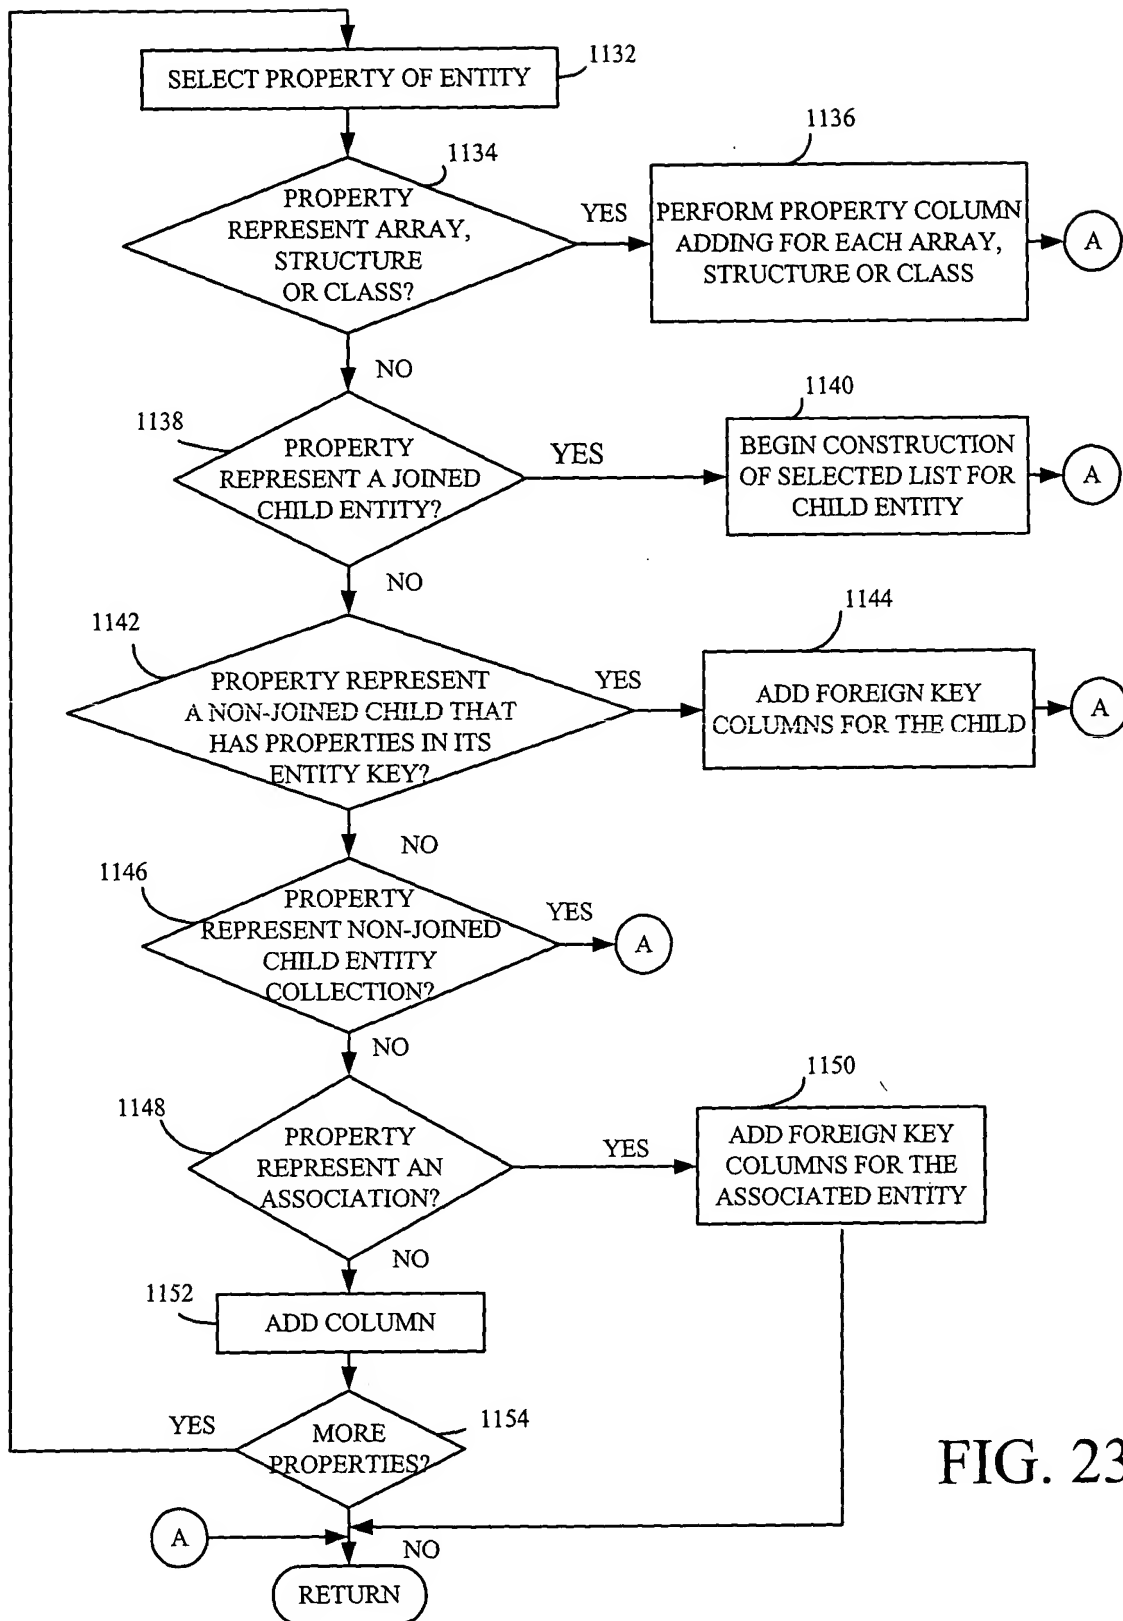 SELECT PROPERTY OF ENTITY
1132
1134
PROPERTY
REPRESENT ARRAY,
STRUCTURE
OR CLASS?
YES
1136
PERFORM PROPERTY COLUMN
ADDING FOR EACH ARRAY,
STRUCTURE OR CLASS
A
NO
1138
PROPERTY
REPRESENT A JOINED
CHILD ENTITY?
YES
1140
BEGIN CONSTRUCTION
OF SELECTED LIST FOR
CHILD ENTITY
A
NO
1142
PROPERTY REPRESENT
A NON-JOINED CHILD THAT
HAS PROPERTIES IN ITS
ENTITY KEY?
YES
1144
ADD FOREIGN KEY
COLUMNS FOR THE CHILD
A
NO
1146
PROPERTY
REPRESENT NON-JOINED
CHILD ENTITY
COLLECTION?
YES
A
NO
1148
PROPERTY
REPRESENT AN
ASSOCIATION?
YES
1150
ADD FOREIGN KEY
COLUMNS FOR THE
ASSOCIATED ENTITY
NO
1152
ADD COLUMN
YES
MORE
PROPERTIES?
1154
FIG. 23
A
NO
RETURN